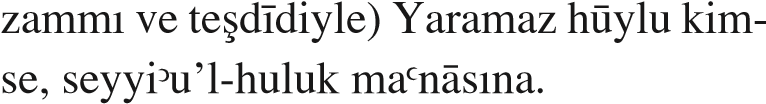 zammı ve teşdīdiyle) Yaramaz hūylu kim-
se, seyyiʾu’l-huluk maʿnāsına.